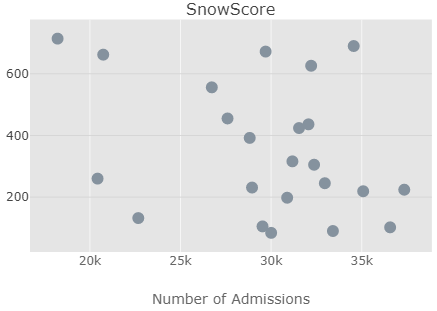 SnowScore
600
400
200
20k 25k 30k 35k
Number of Admissions